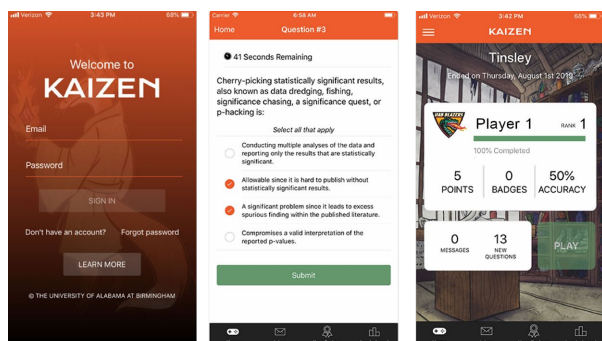 Verizon 3:43 PM 68%
Welcome to
KAIZEN
Email
Password
SIGN IN
Don't have an account? Forgot password
LEARN MORE
© THE UNIVERSITY OF ALABAMA AT BIRMINGHAM
Carrier 6:58 AM
Home Question #3
41 Seconds Remaining
Cherry-picking statistically significant results,
also known as data dredging, fishing,
significance chasing, a significance quest, or
p-hacking is:
Select all that apply
Conducting multiple analyses of the data and
reporting only the results that are statistically
significant.
Allowable since it is hard to publish without
statistically significant results.
A significant problem since it leads to excess
spurious finding within the published literature.
Compromises a valid interpretation of the
reported p-values.
Submit
Verizon 3:42 PM 68%
KAIZEN
Tinsley
Ended on Thursday, August 1st 2019
UAB BLAZERS
Player 1 RANK 1
100% Completed
5 0 50%
POINTS BADGES ACCURACY
0 13
MESSAGES NEW
QUESTIONS
PLAY